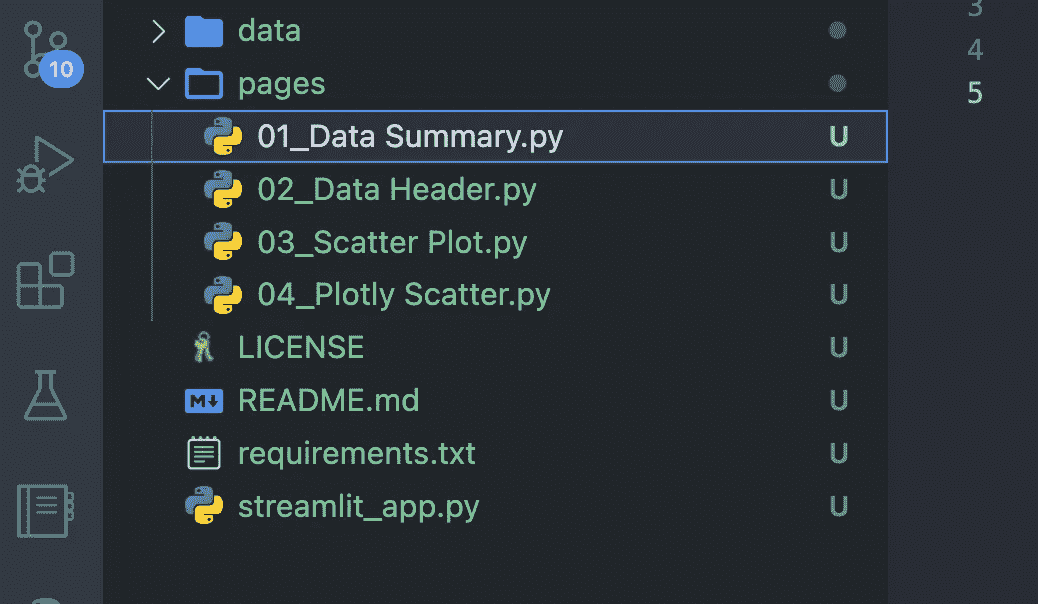 data
pages
10
01_Data Summary.py U
02_Data Header.py U
03_Scatter Plot.py U
04_Plotly Scatter.py U
LICENSE U
M↓ README.md U
requirements.txt U
streamlit_app.py U
3
4
5